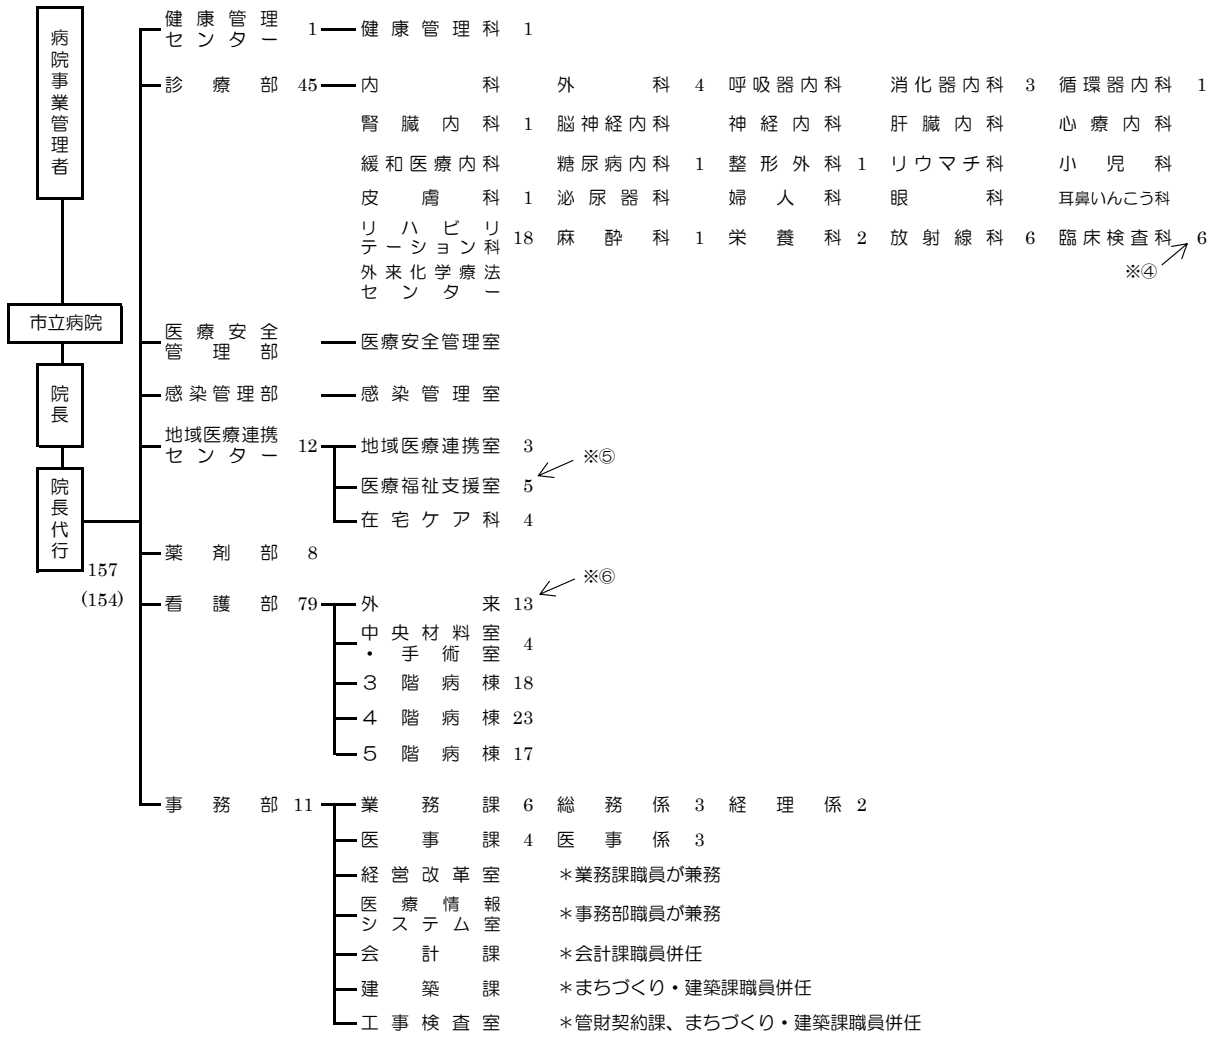 病院事業管理者
市立病院
院長
院長代行
157
(154)
健康管理センター 1 健康管理科 1
診療部 45 内科 外科 4 呼吸器内科 消化器内科 3 循環器内科 1
腎臓内科 1 脳神経内科 神経内科 肝臓内科 心療内科
緩和医療内科 糖尿病内科 1 整形外科 1 リウマチ科 小児科
皮膚科 1 泌尿器科 婦人科 眼科 耳鼻いんこう科
リハビリテーション科 18 麻酔科 1 栄養科 2 放射線科 6 臨床検査科 6
※④
外来化学療法センター
医療安全管理部 医療安全管理室
感染管理部 感染管理室
地域医療連携センター 12 地域医療連携室 3
※⑤
医療福祉支援室 5
在宅ケア科 4
薬剤部 8
※⑥
看護部 79 外来 13
中央材料室・手術室 4
3階病棟 18
4階病棟 23
5階病棟 17
事務部 11 業務課 6 総務係 3 経理係 2
医事課 4 医事係 3
経営改革室 *業務課職員が兼務
医療情報システム室 *事務部職員が兼務
会計課 *会計課職員併任
建築課 *まちづくり・建築課職員併任
工事検査室 *管財契約課、まちづくり・建築課職員併任